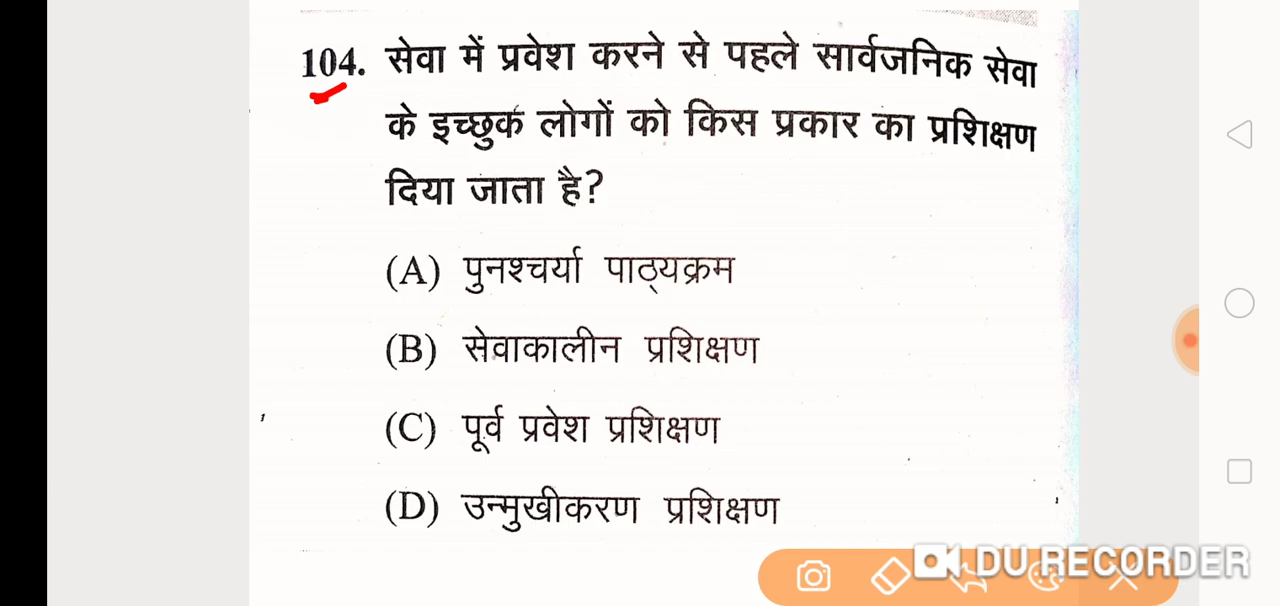 104. सेवा में प्रवेश करने से पहले सार्वजनिक सेवा
के इच्छुक लोगों को किस प्रकार का प्रशिक्षण
दिया जाता है?
(A) पुनश्चर्या पाठ्यक्रम
(B) सेवाकालीन प्रशिक्षण
(C) पूर्व प्रवेश प्रशिक्षण
(D) उन्मुखीकरण प्रशिक्षण
DU RECORDER